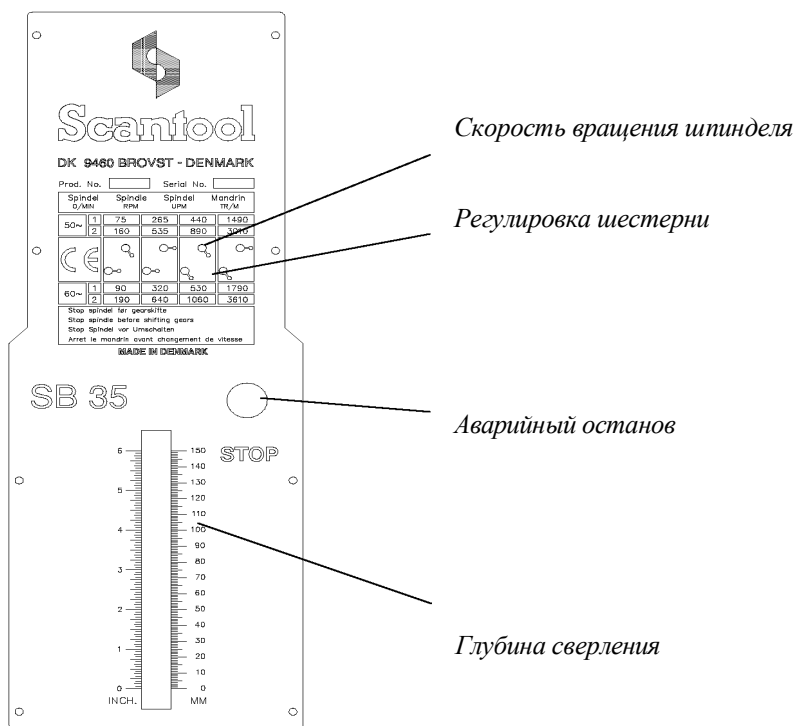 Scantool
DK 9460 BROVST - DENMARK
Prod. No. Serial No.
Spindel Spindle Spindel Mandrin
O/MIN RPM UPM TR/M
50~ 1 75 265 440 1490
2 160 535 890 3010
CE
60~ 1 90 320 530 1790
2 190 640 1060 3610
Stop spindel før gearskifte
Stop spindle before shifting gears
Stop Spindel vor Umschalten
Arret le mandrin avant changement de vitesse
MADE IN DENMARK
SB 35
STOP
6 150
140
5 130
120
110
4 100
90
80
3 70
60
2 50
40
1 30
20
10
0 0
INCH. MM
Скорость вращения шпинделя
Регулировка шестерни
Аварийный останов
Глубина сверления